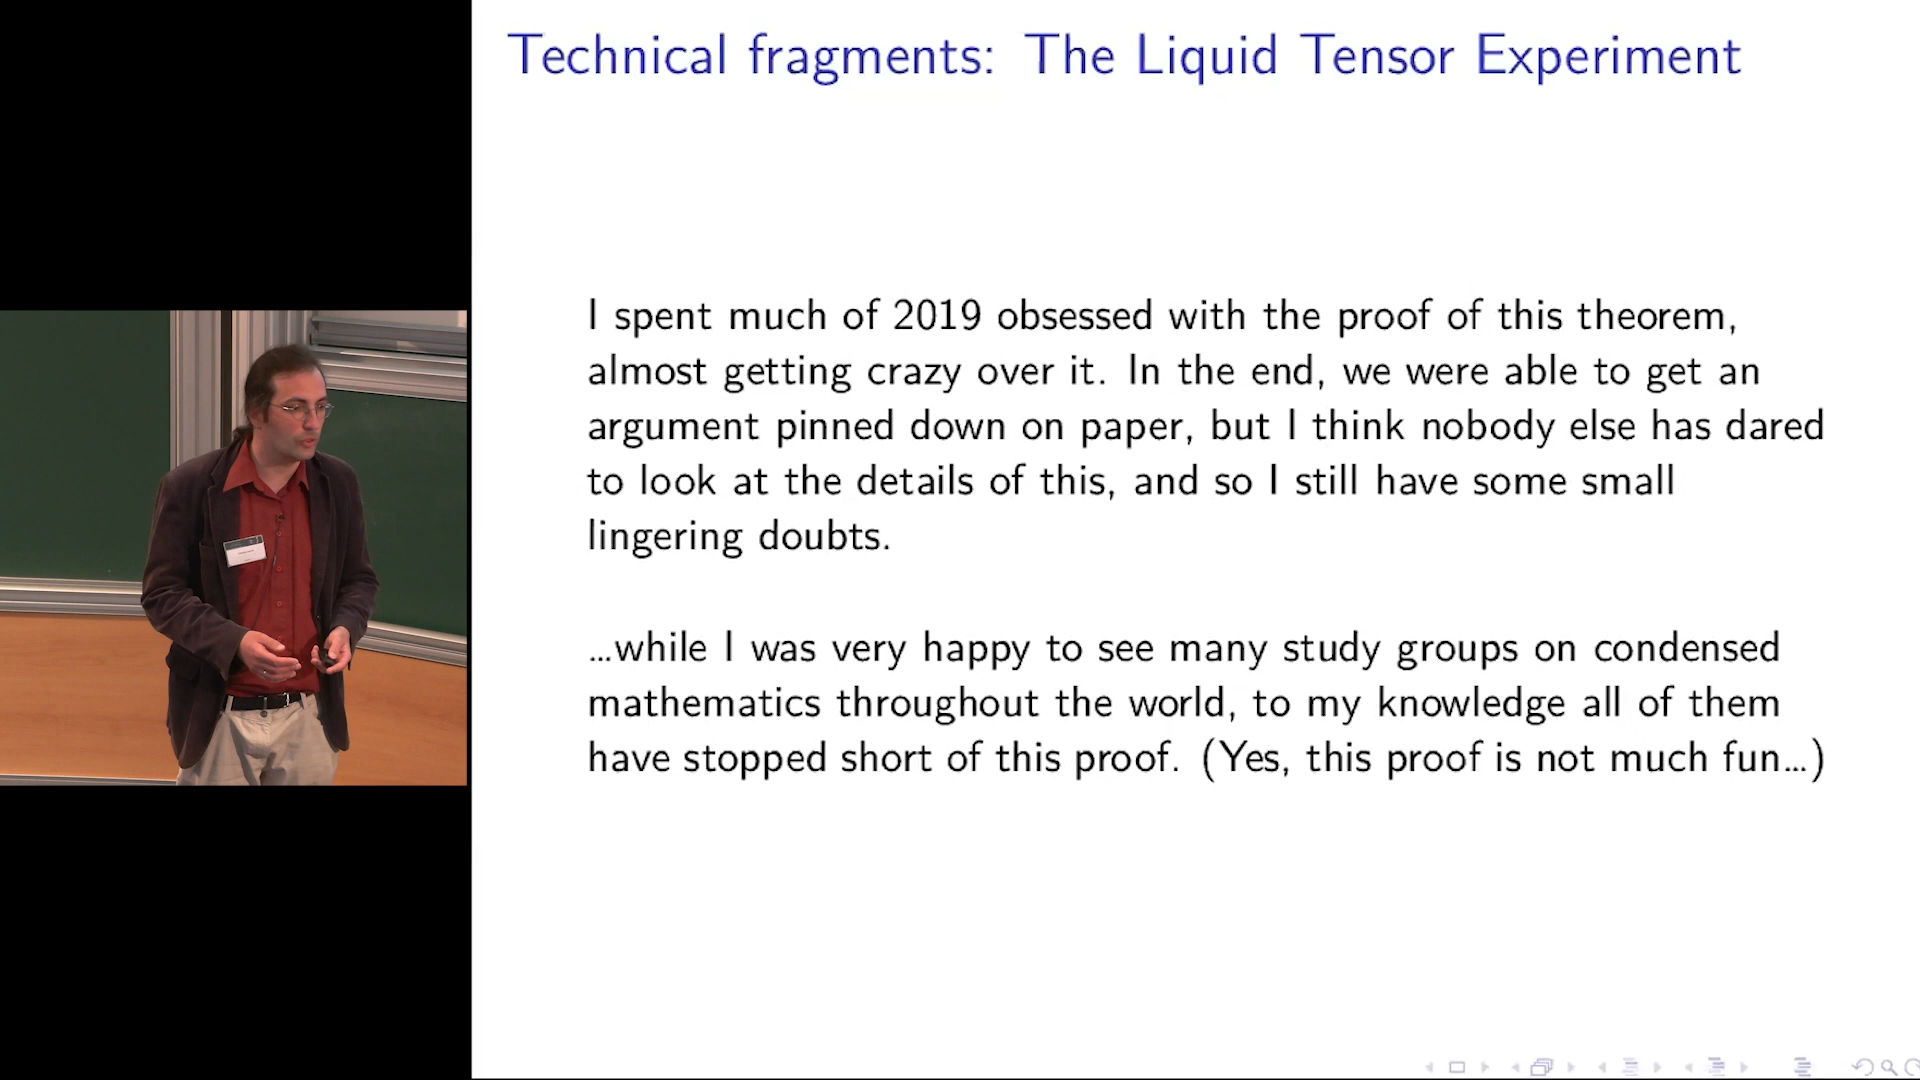 Technical fragments: The Liquid Tensor Experiment
I spent much of 2019 obsessed with the proof of this theorem,
almost getting crazy over it. In the end, we were able to get an
argument pinned down on paper, but I think nobody else has dared
to look at the details of this, and so I still have some small
lingering doubts.
...while I was very happy to see many study groups on condensed
mathematics throughout the world, to my knowledge all of them
have stopped short of this proof. (Yes, this proof is not much fun...)